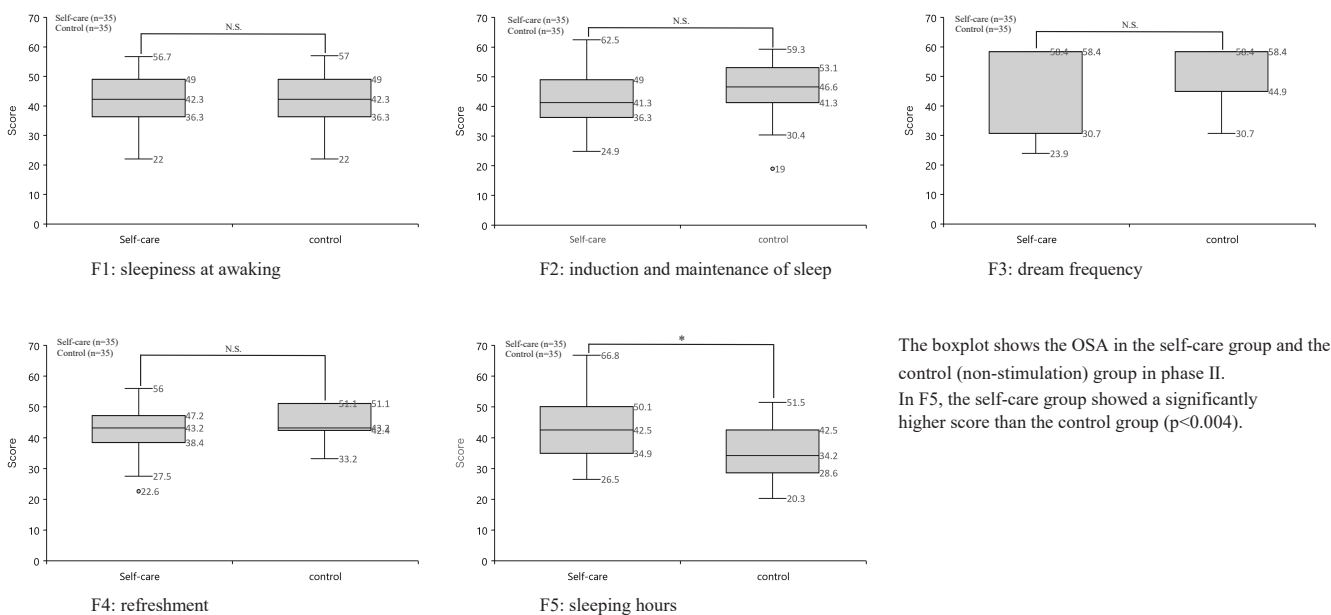 Self-care (n=35)
Control (n=35)
N.S.
70
60
50
40
30
20
10
0
Score
56.7
49
42.3
36.3
22
57
49
42.3
36.3
22
Self-care
control
F1: sleepiness at awaking
Self-care (n=35)
Control (n=35)
N.S.
70
60
50
40
30
20
10
0
Score
62.5
49
41.3
36.3
24.9
59.3
53.1
46.6
41.3
30.4
19
Self-care
control
F2: induction and maintenance of sleep
Self-care (n=35)
Control (n=35)
N.S.
70
60
50
40
30
20
10
0
Score
58.4
58.4
30.7
23.9
58.4
58.4
44.9
30.7
Self-care
control
F3: dream frequency
Self-care (n=35)
Control (n=35)
N.S.
70
60
50
40
30
20
10
0
Score
56
47.2
43.2
38.4
27.5
22.6
51.1
51.1
43.2
42.4
33.2
Self-care
control
F4: refreshment
Self-care (n=35)
Control (n=35)
*
70
60
50
40
30
20
10
0
Score
66.8
50.1
42.5
34.9
26.5
51.5
42.5
34.2
28.6
20.3
Self-care
control
F5: sleeping hours
The boxplot shows the OSA in the self-care group and the
control (non-stimulation) group in phase II.
In F5, the self-care group showed a significantly
higher score than the control group (p<0.004).